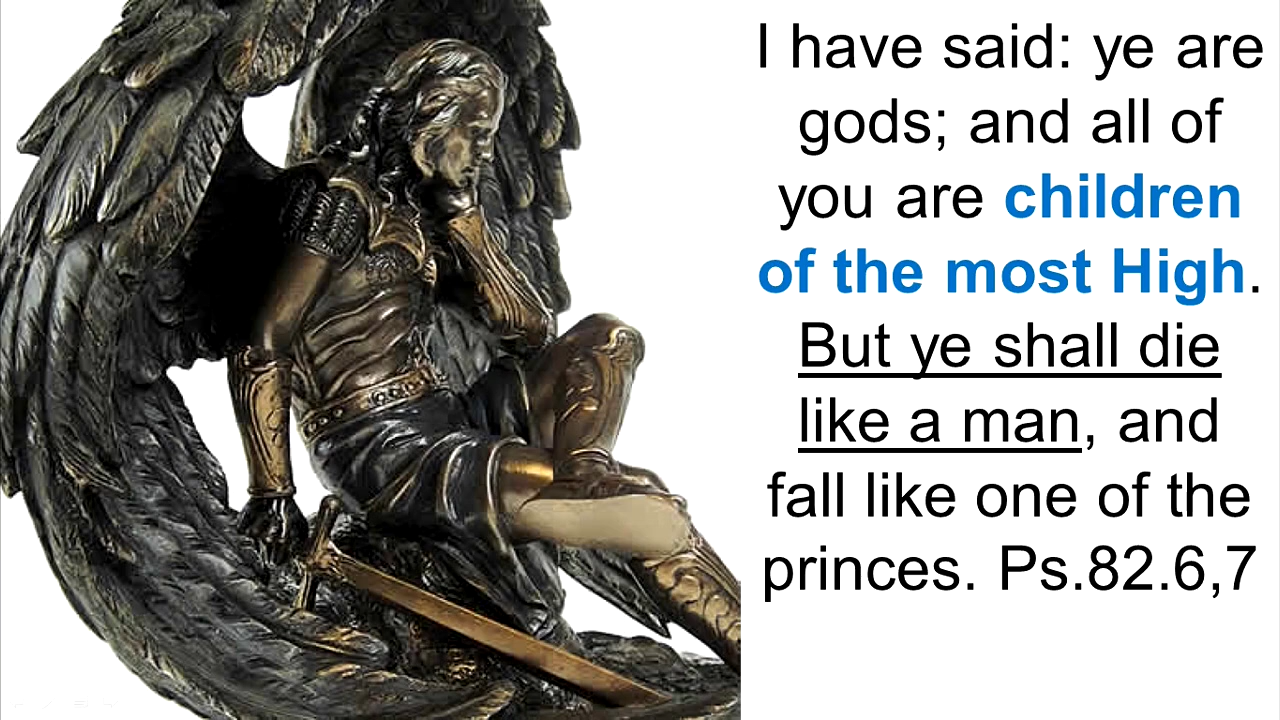 I have said: ye are
gods; and all of
you are children
of the most High.
But ye shall die
like a man, and
fall like one of the
princes. Ps.82.6,7